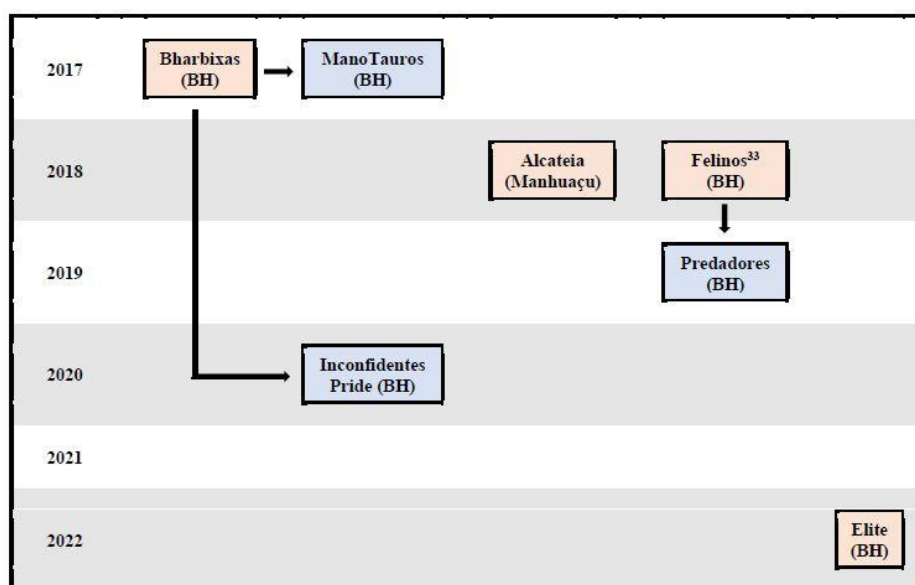 2017
Bharbixas
(BH)
ManoTauros
(BH)
2018
Alcateia
(Manhuaçu)
Felinos³³
(BH)
2019
Predadores
(BH)
2020
Inconfidentes
Pride (BH)
2021
2022
Elite
(BH)